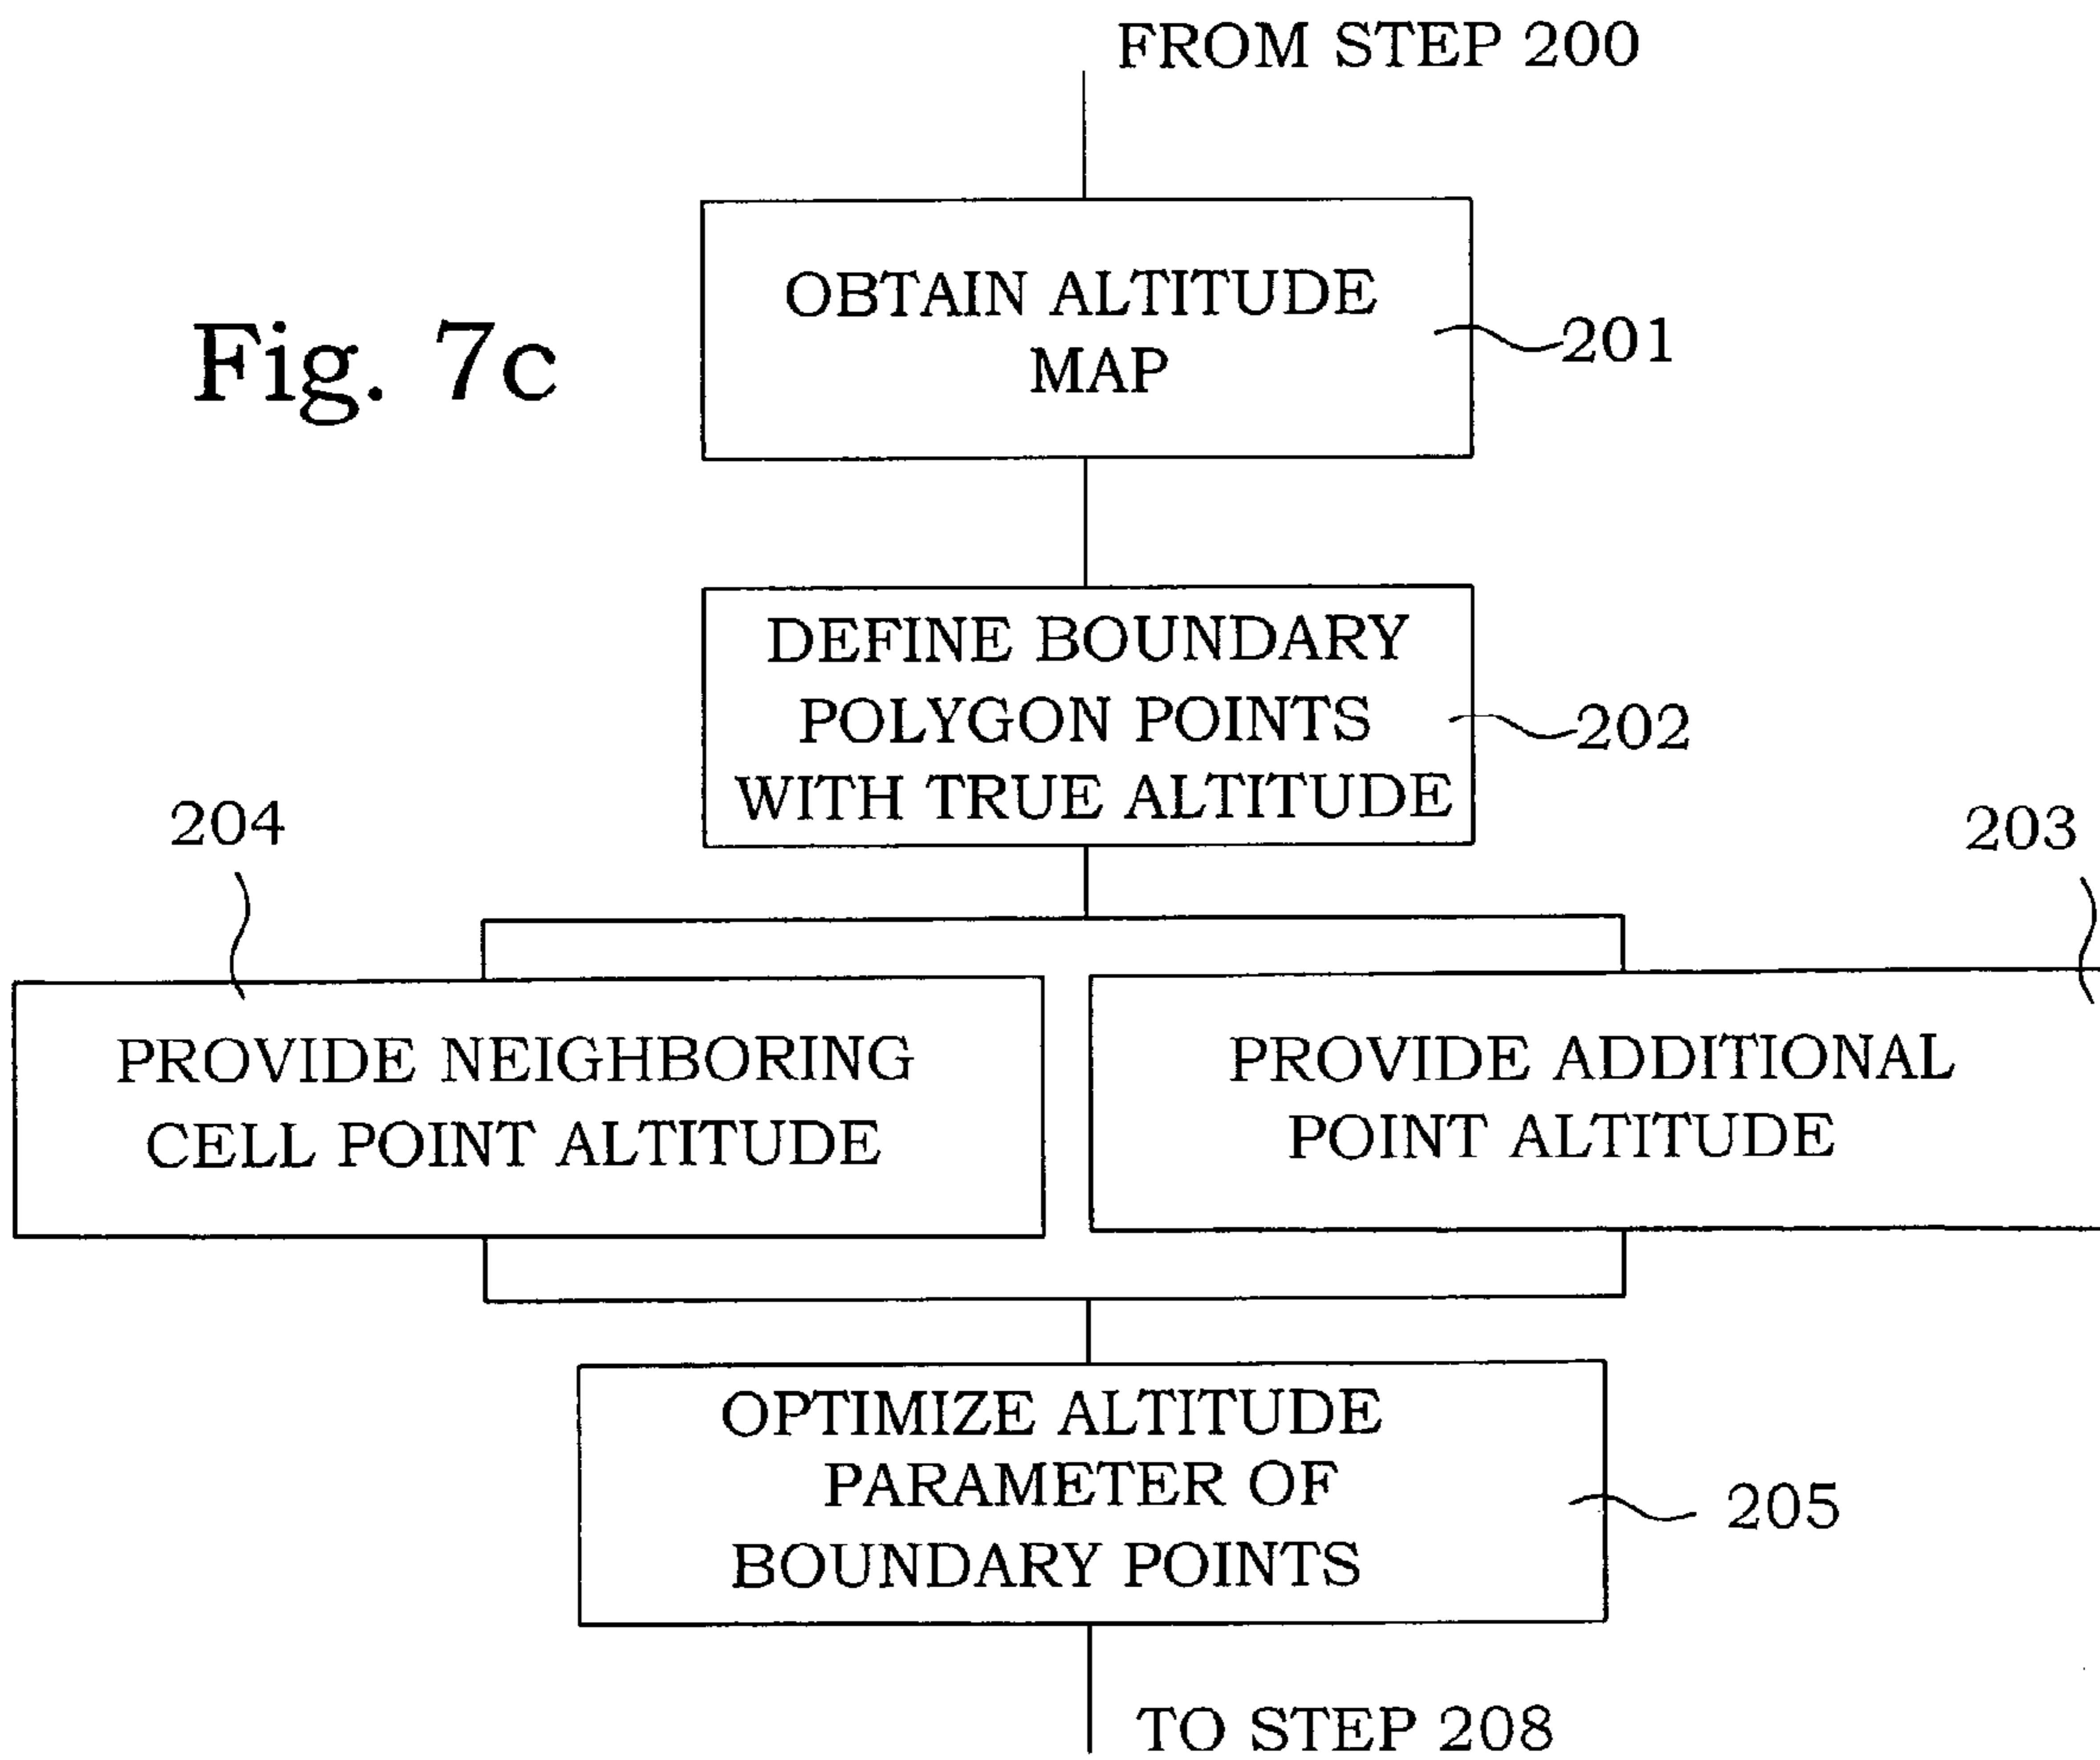 FROM STEP 200
Fig. 7c
OBTAIN ALTITUDE
MAP
201
DEFINE BOUNDARY
POLYGON POINTS
WITH TRUE ALTITUDE
202
204
203
PROVIDE NEIGHBORING
CELL POINT ALTITUDE
PROVIDE ADDITIONAL
POINT ALTITUDE
OPTIMIZE ALTITUDE
PARAMETER OF
BOUNDARY POINTS
205
TO STEP 208